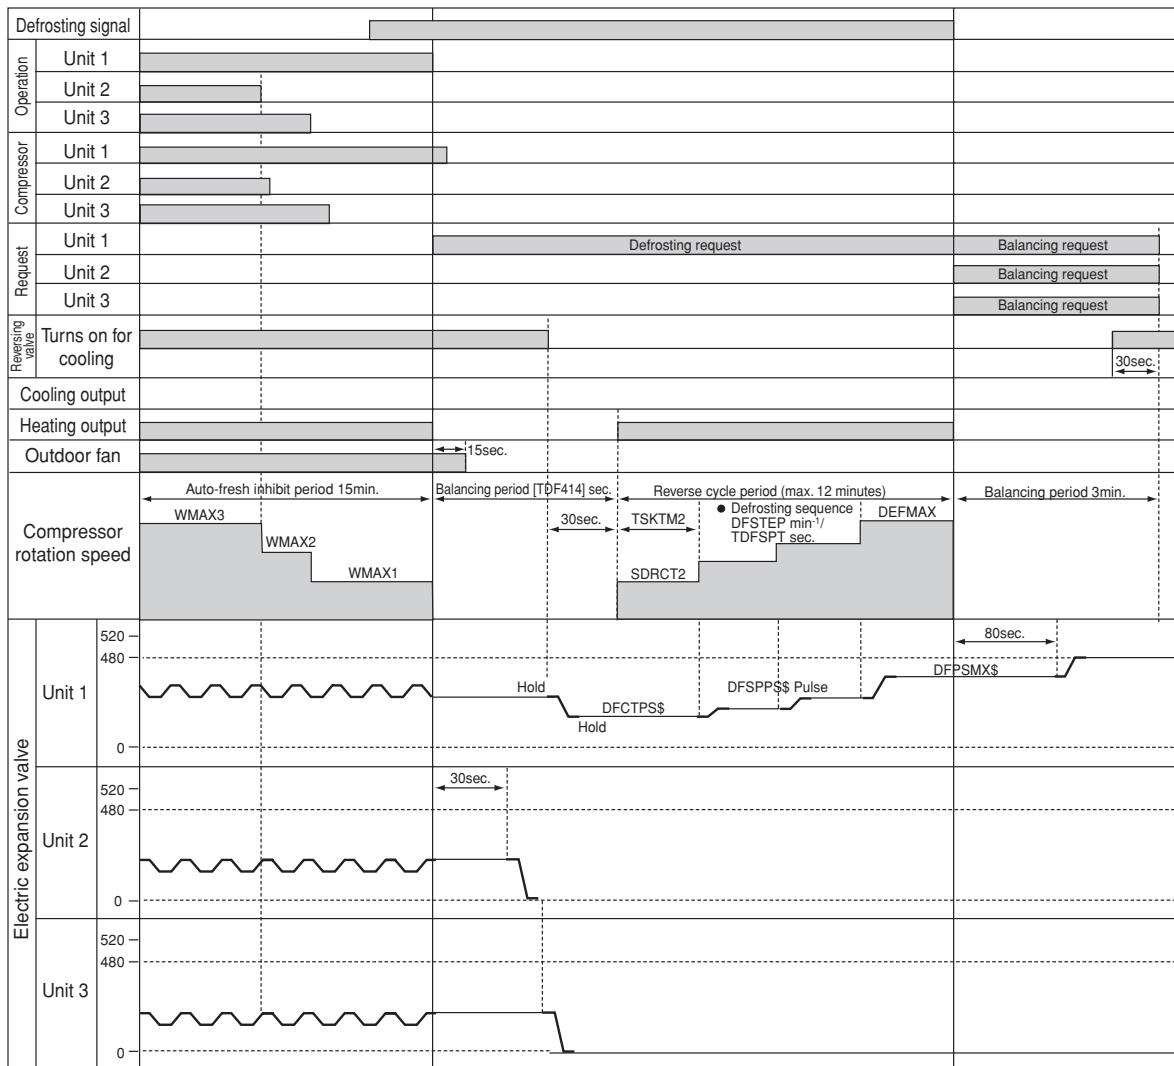 Defrosting signal
Operation
Unit 1
Unit 2
Unit 3
Compressor
Unit 1
Unit 2
Unit 3
Request
Unit 1
Defrosting request
Balancing request
Unit 2
Balancing request
Unit 3
Balancing request
Reversing valve
Turns on for cooling
30sec.
Cooling output
Heating output
Outdoor fan
15sec.
Compressor rotation speed
Auto-fresh inhibit period 15min.
Balancing period [TDF414] sec.
Reverse cycle period (max. 12 minutes)
Balancing period 3min.
WMAX3
WMAX2
WMAX1
30sec.
TSKTM2
● Defrosting sequence
DFSTEP min-1/
TDFSPT sec.
DEFMAX
SDRCT2
Electric expansion valve
Unit 1
520
480
0
Hold
DFCTPS$
Hold
DFSPPS$ Pulse
DFPSMX$
80sec.
Unit 2
520
480
0
30sec.
Unit 3
520
480
0